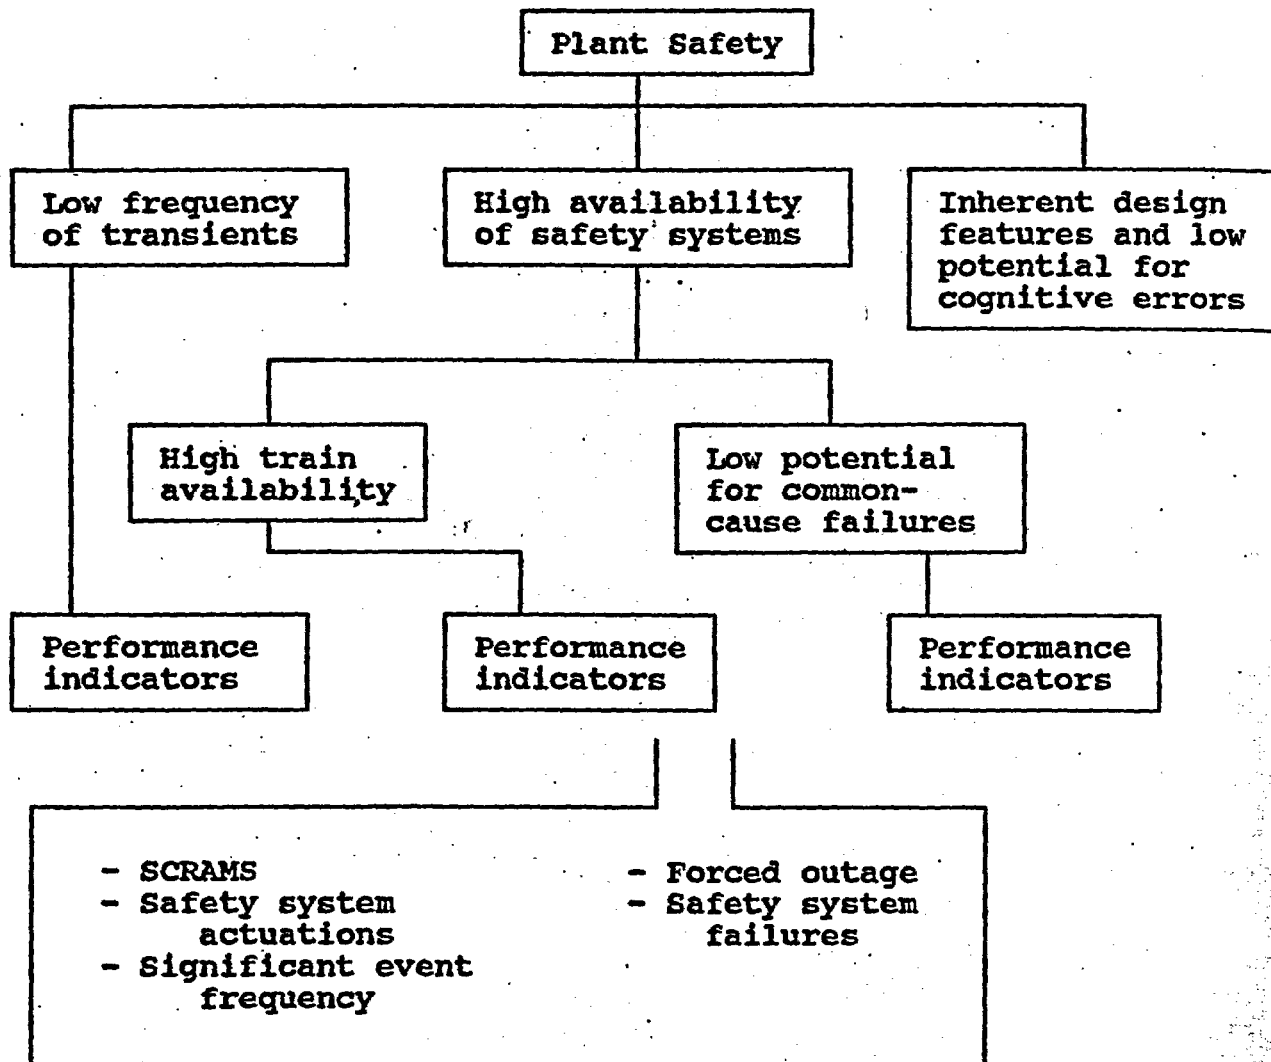 Plant Safety
Low frequency
of transients
High availability
of safety systems
Inherent design
features and low
potential for
cognitive errors
High train
availability
Low potential
for common-
cause failures
Performance
indicators
Performance
indicators
Performance
indicators
- SCRAMS
- Safety system
actuations
- Significant event
frequency
- Forced outage
- Safety system
failures